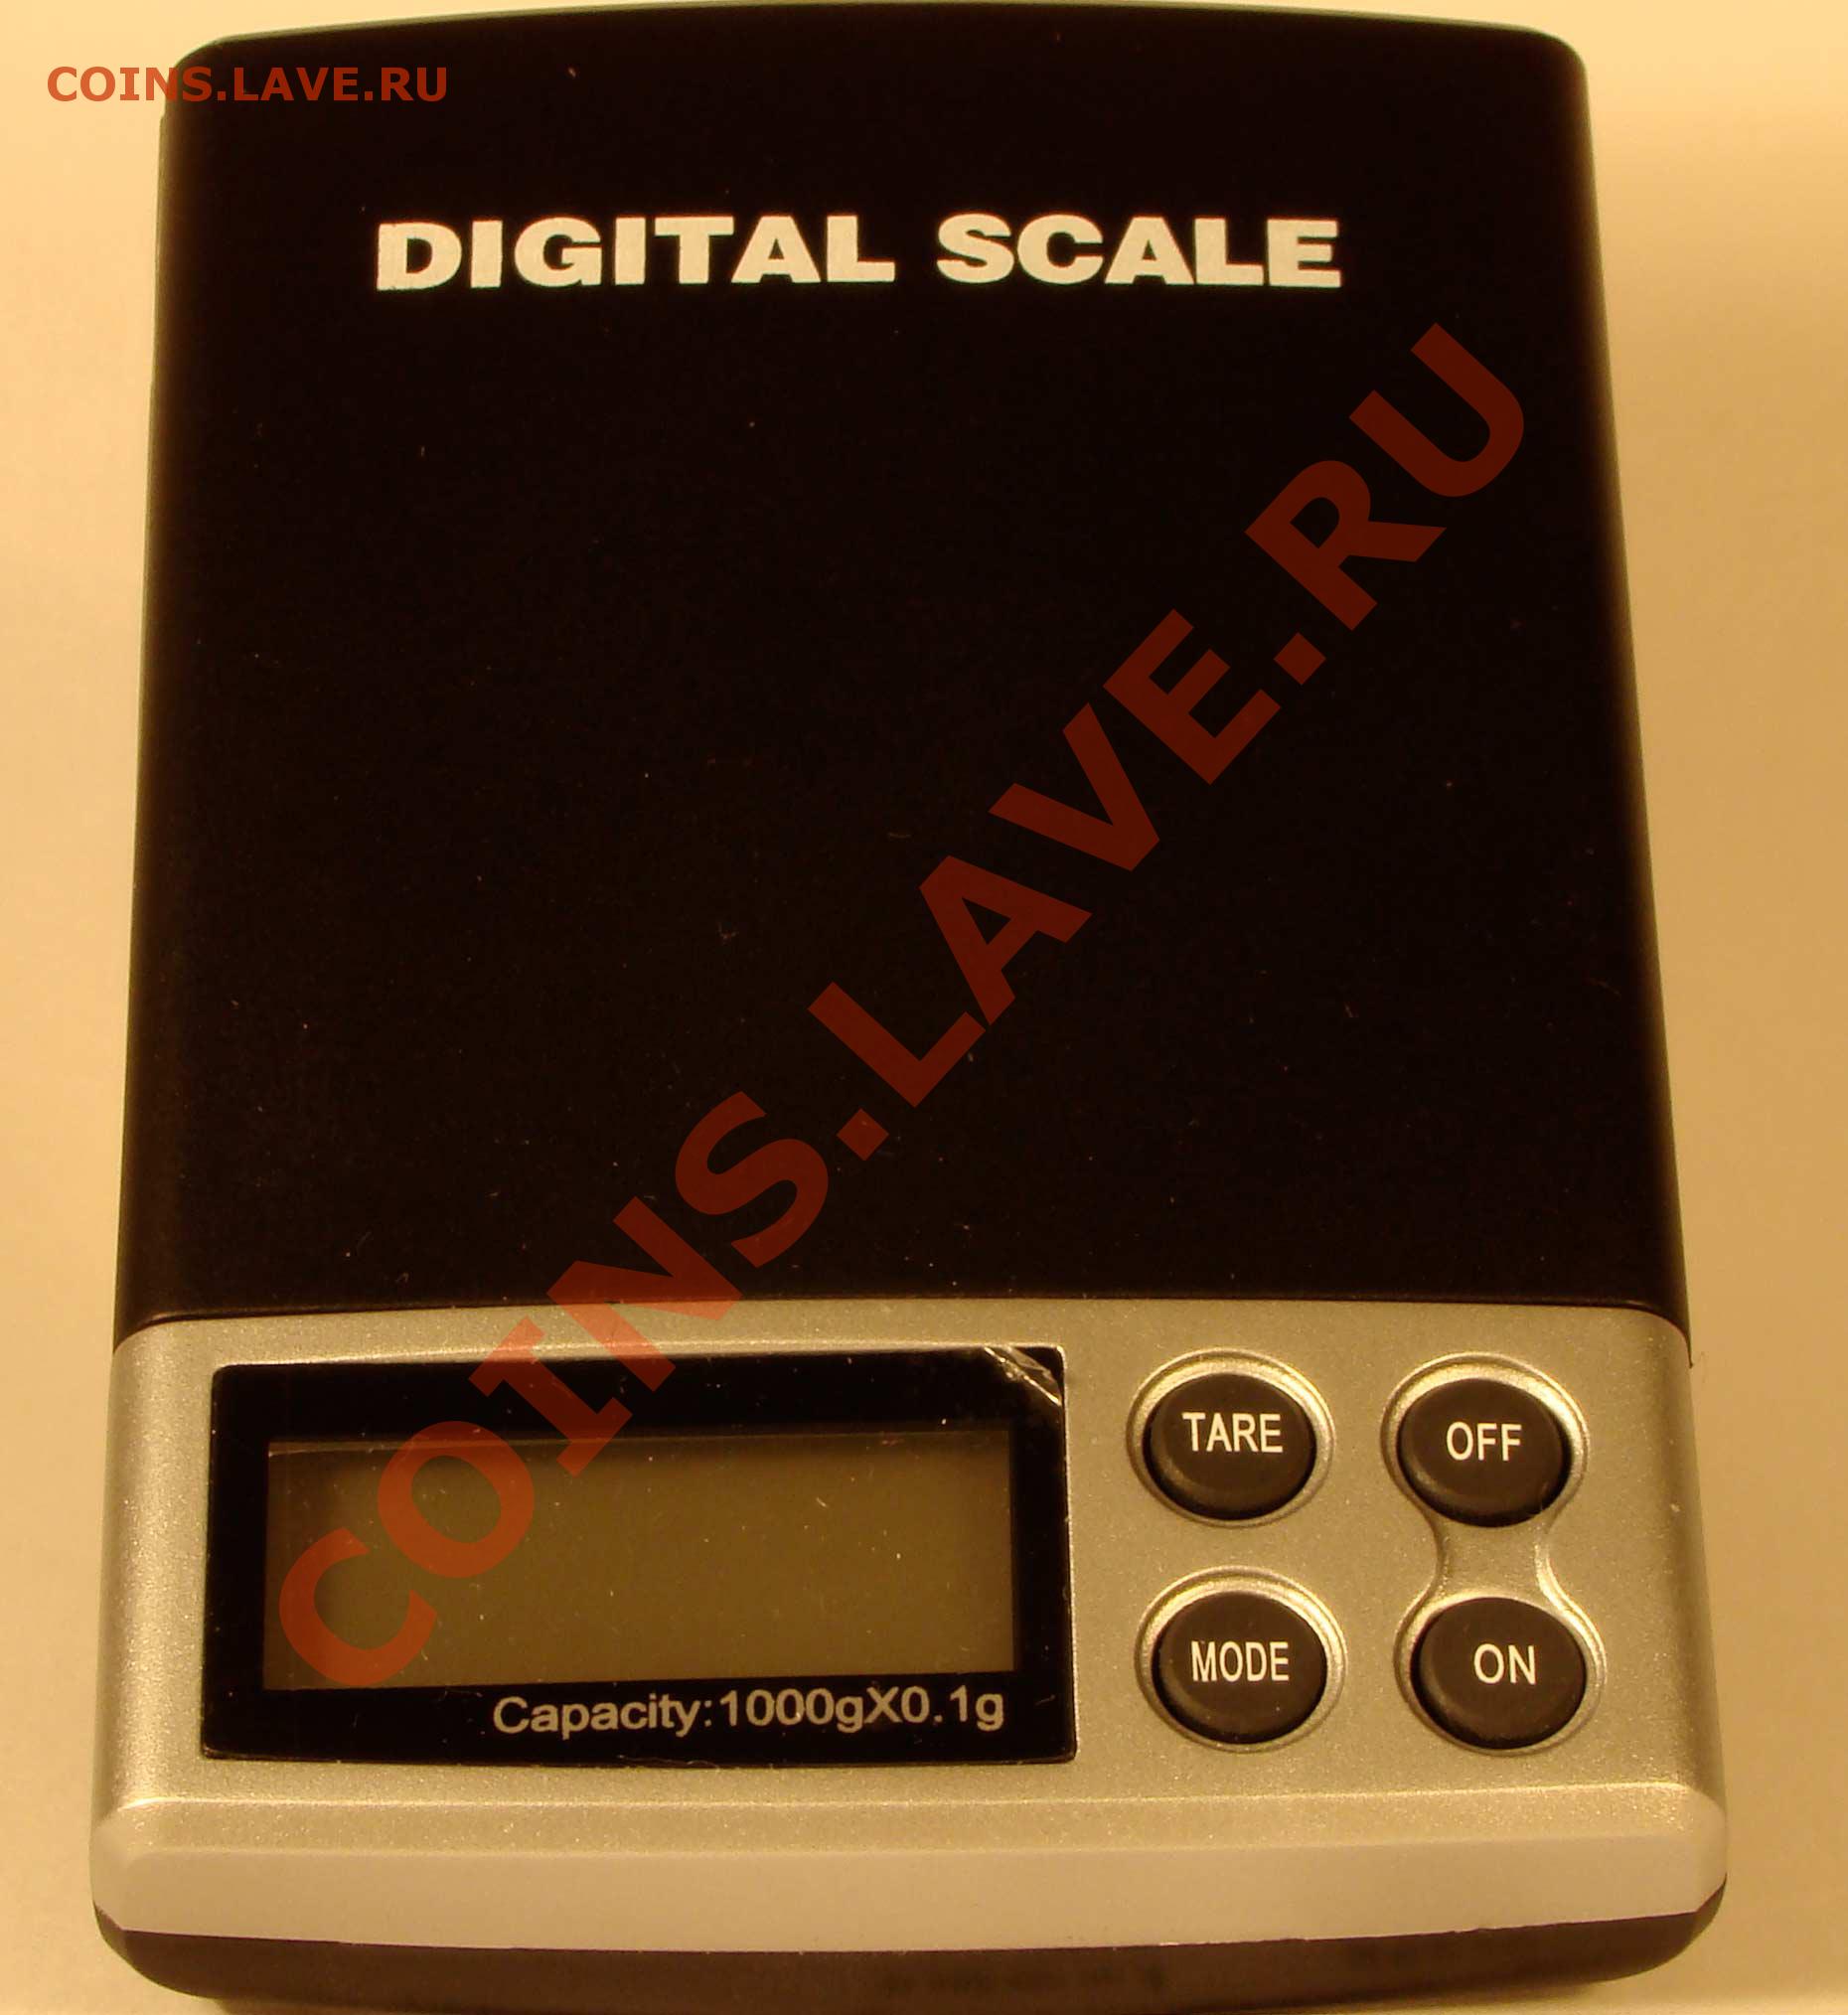 COINS.LAVE.RU
DIGITAL SCALE
COINS.LAVE.RU
TARE
OFF
MODE
ON
Capacity:1000gX0.1g